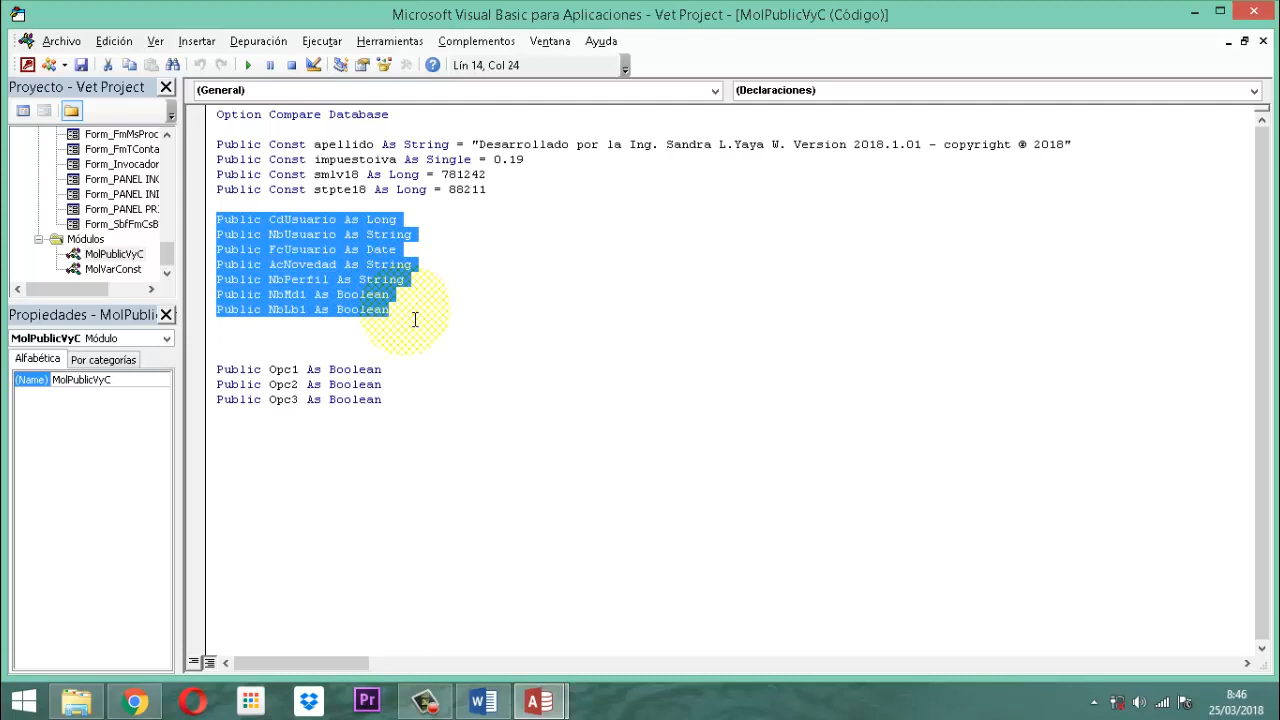 Microsoft Visual Basic para Aplicaciones - Vet Project - [MolPublicVyC (Código)]
Archivo Edición Ver Insertar Formato Depuración Ejecutar Herramientas Complementos Ventana Ayuda
Lín 14, Col 24
Proyecto - Vet Project
(General)
(Declaraciones)
Form_FmMsProc
Form_FmTConta
Form_Invocador
Form_PANEL INC
Form_PANEL INI
Form_PANEL PRI
Form_SbfFmCsB
Módulos
MolPublicVyC
MolVarConst
Propiedades - MolPubli
MolPublicVyC Módulo
Alfabética Por categorías
(Name) MolPublicVyC
Option Compare Database
Public Const apellido As String = "Desarrollado por la Ing. Sandra L.Yaya W. Version 2018.1.01 - copyright @ 2018"
Public Const impuestoiva As Single = 0.19
Public Const smlv18 As Long = 781242
Public Const stpte18 As Long = 88211
Public CdUsuario As Long
Public NbUsuario As String
Public FcUsuario As Date
Public AcNovedad As String
Public NbPerfil As String
Public NbMd1 As Boolean
Public NbLb1 As Boolean
Public Opc1 As Boolean
Public Opc2 As Boolean
Public Opc3 As Boolean
Pr
8:46
25/03/2018